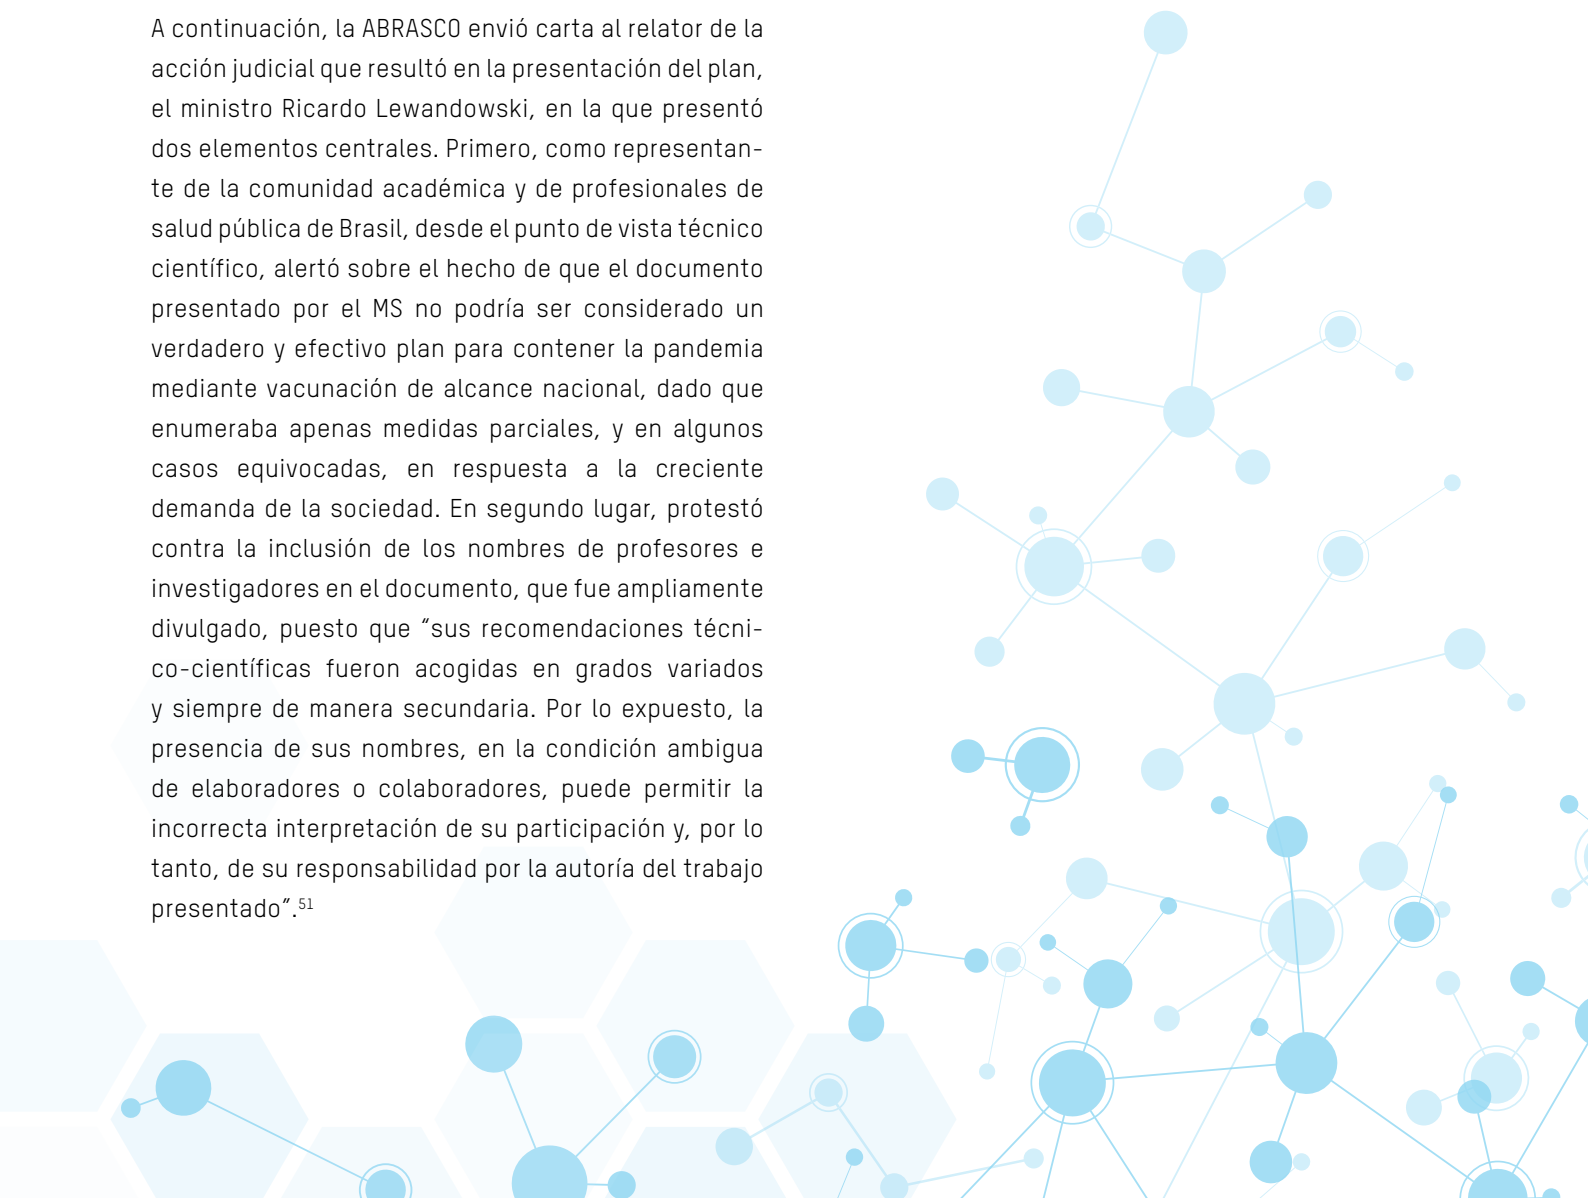 A continuación, la ABRASCO envió carta al relator de la
acción judicial que resultó en la presentación del plan,
el ministro Ricardo Lewandowski, en la que presentó
dos elementos centrales. Primero, como representan-
te de la comunidad académica y de profesionales de
salud pública de Brasil, desde el punto de vista técnico
científico, alertó sobre el hecho de que el documento
presentado por el MS no podría ser considerado un
verdadero y efectivo plan para contener la pandemia
mediante vacunación de alcance nacional, dado que
enumeraba apenas medidas parciales, y en algunos
casos equivocadas, en respuesta a la creciente
demanda de la sociedad. En segundo lugar, protestó
contra la inclusión de los nombres de profesores e
investigadores en el documento, que fue ampliamente
divulgado, puesto que “sus recomendaciones técni-
co-científicas fueron acogidas en grados variados
y siempre de manera secundaria. Por lo expuesto, la
presencia de sus nombres, en la condición ambigua
de elaboradores o colaboradores, puede permitir la
incorrecta interpretación de su participación y, por lo
tanto, de su responsabilidad por la autoría del trabajo
presentado”.51